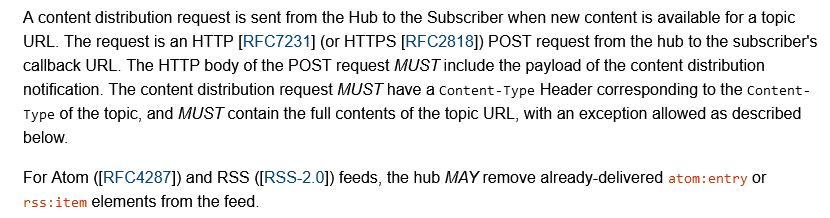 A content distribution request is sent from the Hub to the Subscriber when new content is available for a topic
URL. The request is an HTTP [RFC7231] (or HTTPS [RFC2818]) POST request from the hub to the subscriber's
callback URL. The HTTP body of the POST request MUST include the payload of the content distribution
notification. The content distribution request MUST have a Content-Type Header corresponding to the Content-
Type of the topic, and MUST contain the full contents of the topic URL, with an exception allowed as described
below.
For Atom ([RFC4287]) and RSS ([RSS-2.0]) feeds, the hub MAY remove already-delivered atom:entry or
rss:item elements from the feed.